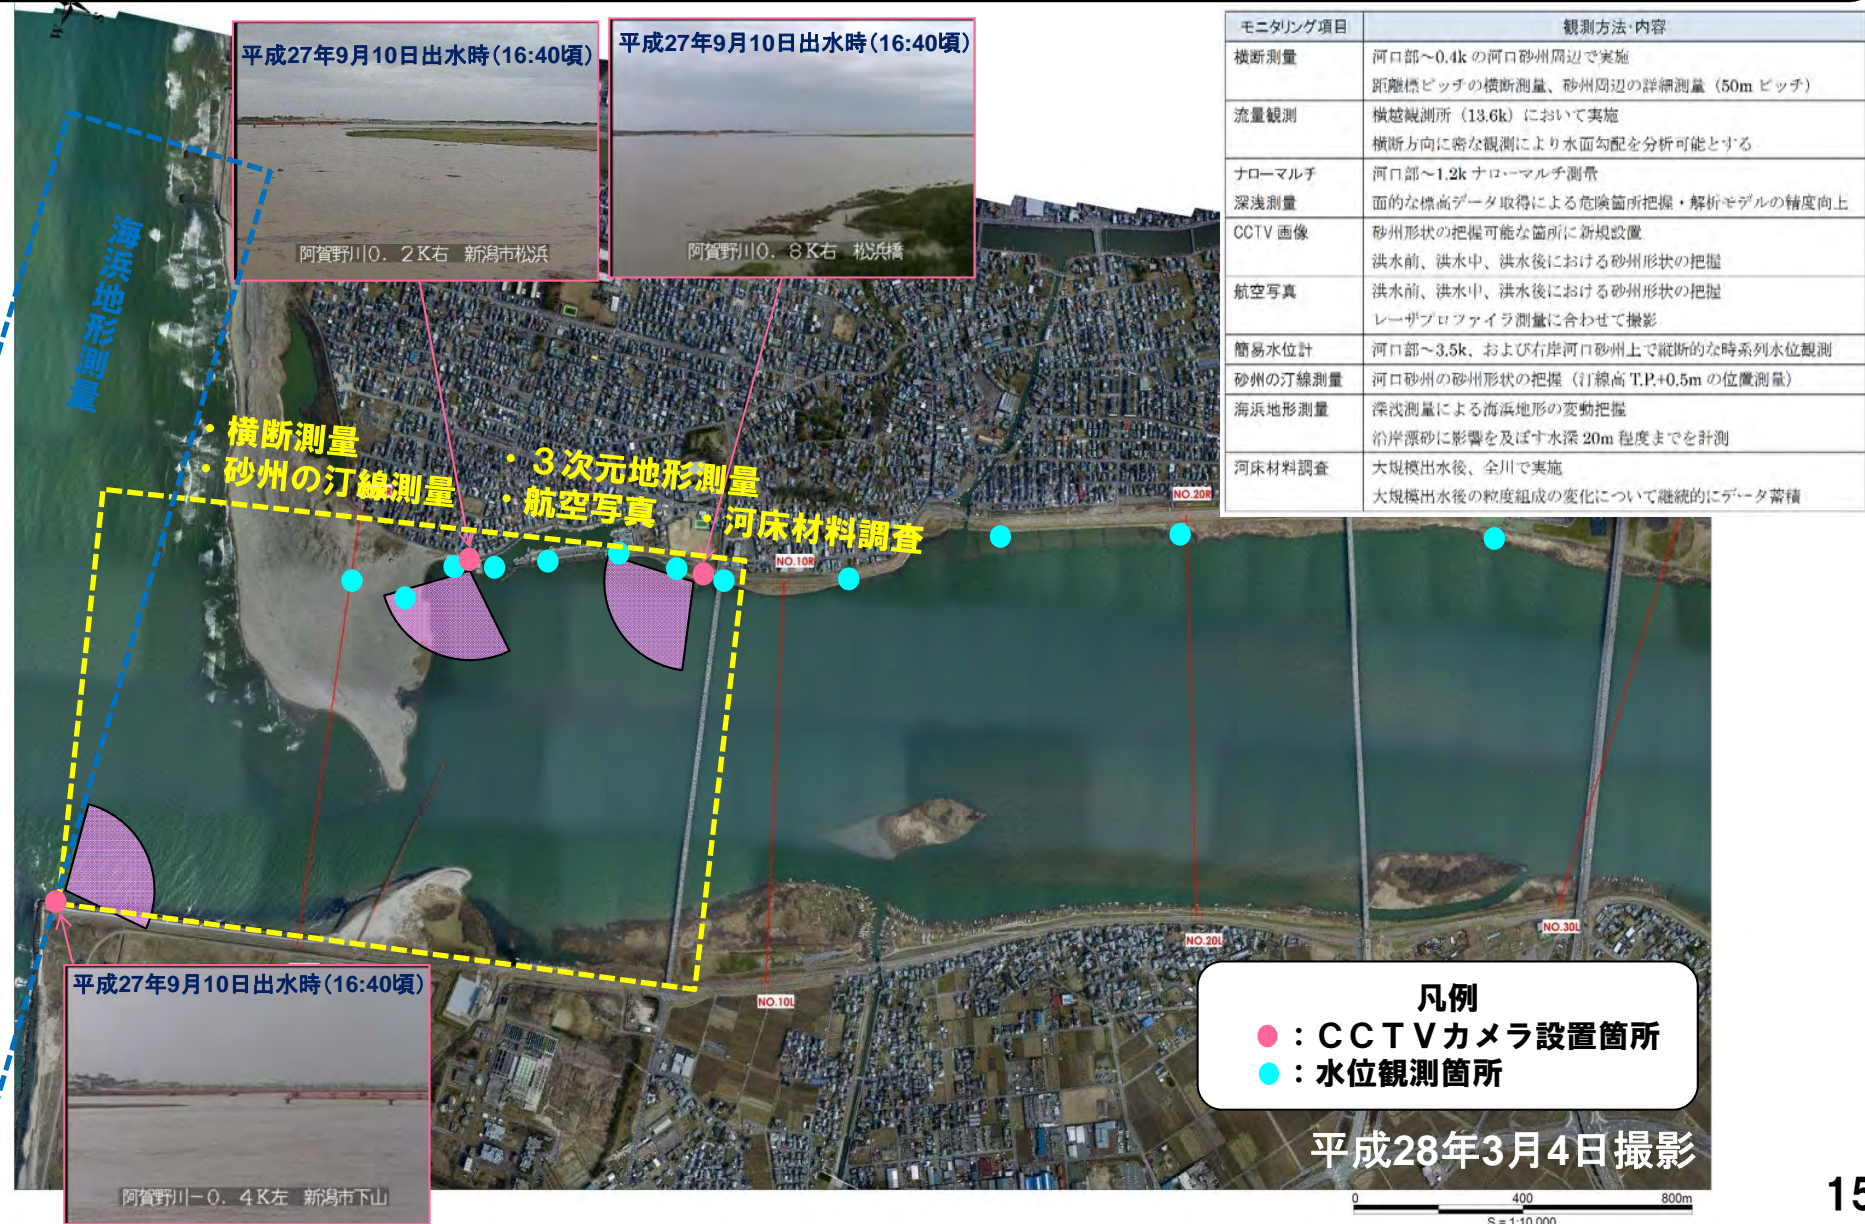 平成27年9月10日出水時(16:40頃)
阿賀野川0．2K右　新潟市松浜
平成27年9月10日出水時(16:40頃)
阿賀野川0．8K右　松浜橋
モニタリング項目　観測方法・内容
横断測量　河口部～0.4kの河口砂州周辺で実施
距離標ピッチの横断測量、砂州周辺の詳細測量（50mピッチ）
流量観測　横越観測所（13.6k）において実施
横断方向に密な観測により水面勾配を分析可能とする
ナローマルチ　河口部～1.2kナローマルチ測量
深浅測量　面的な標高データ取得による危険箇所把握・解析モデルの精度向上
CCTV画像　砂州形状の把握可能な箇所に新規設置
洪水前、洪水中、洪水後における砂州形状の把握
航空写真　洪水前、洪水中、洪水後における砂州形状の把握
レーザプロファイラ測量に合わせて撮影
簡易水位計　河口部～3.5k、および右岸河口砂州上で縦断的な時系列水位観測
砂州の汀線測量　河口砂州の砂州形状の把握（汀線高T.P.+0.5mの位置測量）
海浜地形測量　深浅測量による海浜地形の変動把握
沿岸漂砂に影響を及ぼす水深20m程度までを計測
河床材料調査　大規模出水後、全川で実施
大規模出水後の粒度組成の変化について継続的にデータ蓄積
海浜地形測量
・横断測量
・砂州の汀線測量
・３次元地形測量
・航空写真
・河床材料調査
NO.10R
NO.20R
NO.10L
NO.20L
NO.30L
平成27年9月10日出水時(16:40頃)
阿賀野川－0．4K左　新潟市下山
凡例
：ＣＣＴＶカメラ設置箇所
：水位観測箇所
平成28年3月4日撮影
0　400　800m
S = 1:10,000
15